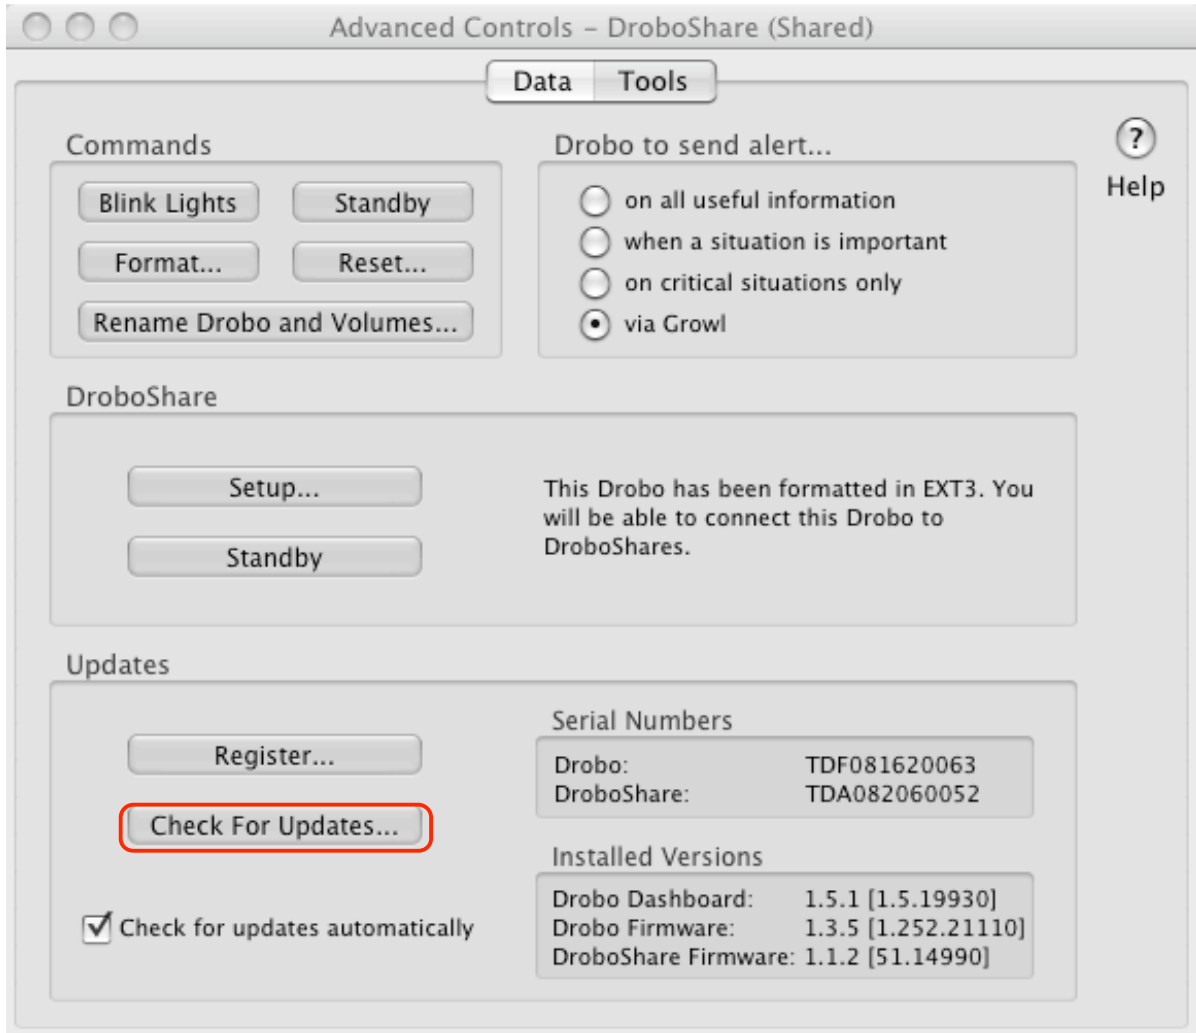 Advanced Controls – DroboShare (Shared)
Data Tools
Commands
Blink Lights Standby
Format... Reset...
Rename Drobo and Volumes...
Drobo to send alert...
on all useful information
when a situation is important
on critical situations only
via Growl
?
Help
DroboShare
Setup...
Standby
This Drobo has been formatted in EXT3. You
will be able to connect this Drobo to
DroboShares.
Updates
Register...
Check For Updates...
Check for updates automatically
Serial Numbers
Drobo: TDF081620063
DroboShare: TDA082060052
Installed Versions
Drobo Dashboard: 1.5.1 [1.5.19930]
Drobo Firmware: 1.3.5 [1.252.21110]
DroboShare Firmware: 1.1.2 [51.14990]